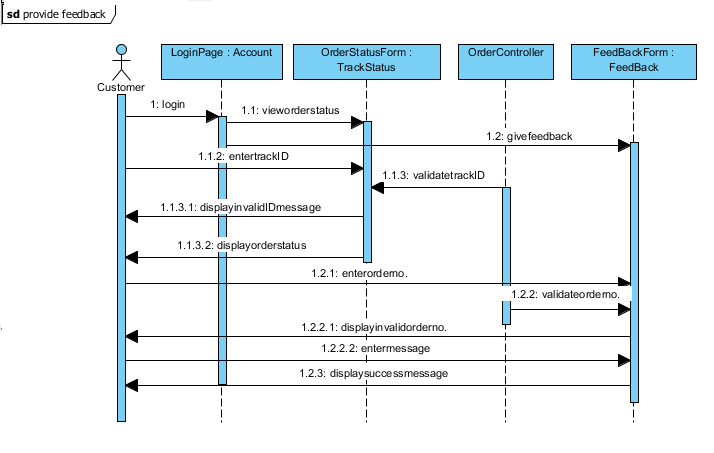 sd provide feedback
LoginPage : Account
OrderStatusForm :
TrackStatus
OrderController
FeedBackForm :
FeedBack
Customer
1: login
1.1: vieworderstatus
1.2: givefeedback
1.1.2: entertrackID
1.1.3: validatetrackID
1.1.3.1: displayinvalidIDmessage
1.1.3.2: displayorderstatus
1.2.1: enterorderno.
1.2.2: validateorderno.
1.2.2.1: displayinvalidorderno.
1.2.2.2: entermessage
1.2.3: displaysuccessmessage